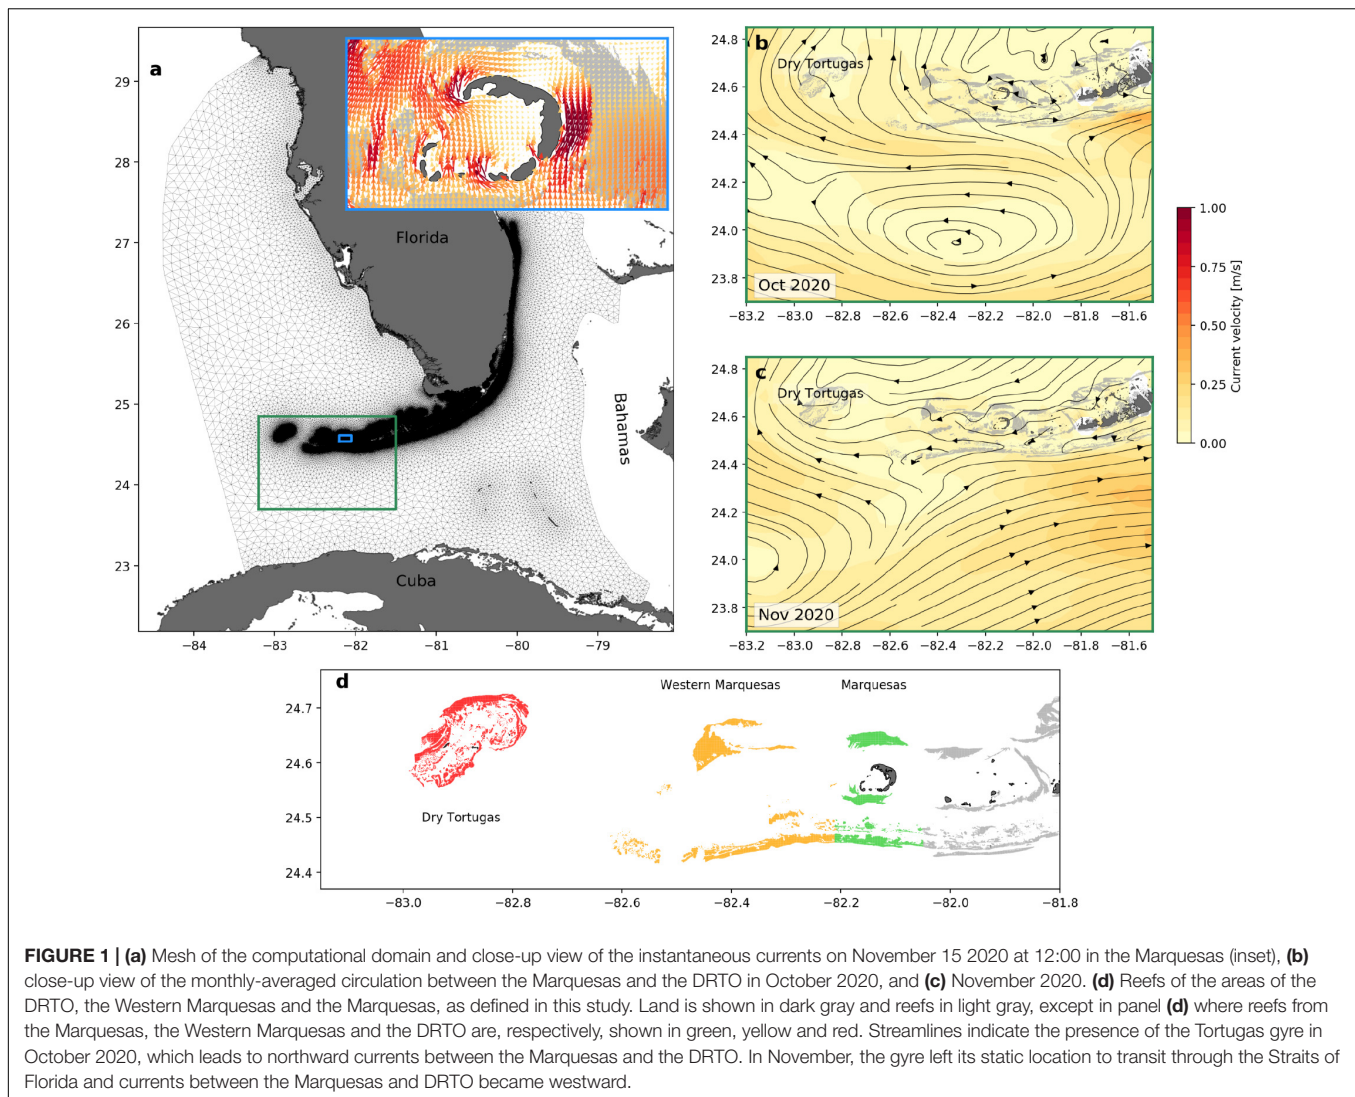 a
29
28
27
26
25
24
23
−84
−83
−82
−81
−80
−79
Florida
Cuba
Bahamas
b
Dry Tortugas
Oct 2020
24.8
24.6
24.4
24.2
24.0
23.8
−83.2
−83.0
−82.8
−82.6
−82.4
−82.2
−82.0
−81.8
−81.6
c
Dry Tortugas
Nov 2020
24.8
24.6
24.4
24.2
24.0
23.8
−83.2
−83.0
−82.8
−82.6
−82.4
−82.2
−82.0
−81.8
−81.6
1.00
0.75
0.50
0.25
0.00
Current velocity [m/s]
d
Western Marquesas
Marquesas
Dry Tortugas
24.7
24.6
24.5
24.4
−83.0
−82.8
−82.6
−82.4
−82.2
−82.0
−81.8
FIGURE 1 | (a) Mesh of the computational domain and close-up view of the instantaneous currents on November 15 2020 at 12:00 in the Marquesas (inset), (b)
close-up view of the monthly-averaged circulation between the Marquesas and the DRTO in October 2020, and (c) November 2020. (d) Reefs of the areas of the
DRTO, the Western Marquesas and the Marquesas, as defined in this study. Land is shown in dark gray and reefs in light gray, except in panel (d) where reefs from
the Marquesas, the Western Marquesas and the DRTO are, respectively, shown in green, yellow and red. Streamlines indicate the presence of the Tortugas gyre in
October 2020, which leads to northward currents between the Marquesas and the DRTO. In November, the gyre left its static location to transit through the Straits of
Florida and currents between the Marquesas and DRTO became westward.